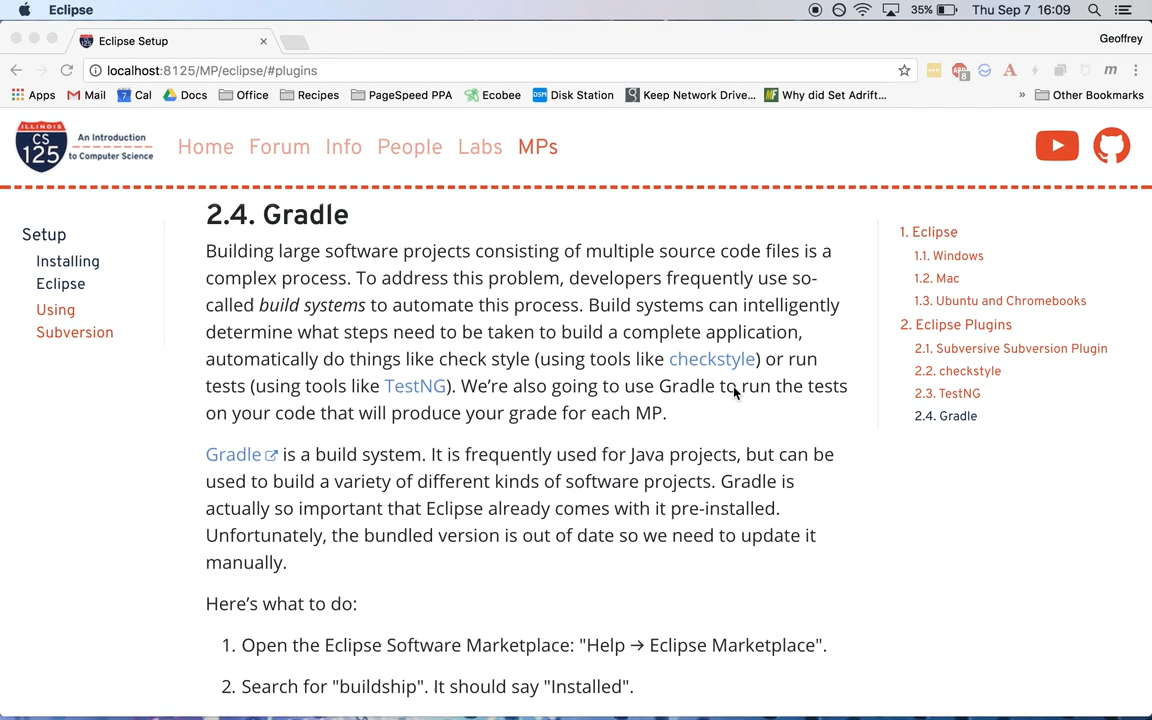 Eclipse
35%
Thu Sep 7 16:09
Eclipse Setup
Geoffrey
localhost:8125/MP/eclipse/#plugins
Apps
Mail
7 Cal
Docs
Office
Recipes
PageSpeed PPA
Ecobee
DSM Disk Station
Keep Network Drive...
Why did Set Adrift...
» Other Bookmarks
ILLINOIS
CS
125
An Introduction
to Computer Science
Home
Forum
Info
People
Labs
MPs
Setup
Installing
Eclipse
Using
Subversion
2.4. Gradle
Building large software projects consisting of multiple source code files is a
complex process. To address this problem, developers frequently use so-
called build systems to automate this process. Build systems can intelligently
determine what steps need to be taken to build a complete application,
automatically do things like check style (using tools like checkstyle) or run
tests (using tools like TestNG). We're also going to use Gradle to run the tests
on your code that will produce your grade for each MP.
Gradle is a build system. It is frequently used for Java projects, but can be
used to build a variety of different kinds of software projects. Gradle is
actually so important that Eclipse already comes with it pre-installed.
Unfortunately, the bundled version is out of date so we need to update it
manually.
Here's what to do:
1. Open the Eclipse Software Marketplace: "Help → Eclipse Marketplace".
2. Search for "buildship". It should say "Installed".
1. Eclipse
1.1. Windows
1.2. Mac
1.3. Ubuntu and Chromebooks
2. Eclipse Plugins
2.1. Subversive Subversion Plugin
2.2. checkstyle
2.3. TestNG
2.4. Gradle